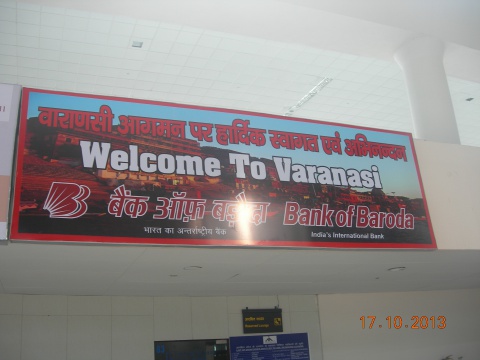 वाराणसी आगमन पर हार्दिक स्वागत एवं अभिनन्दन
Welcome To Varanasi
बैंक ऑफ़ बड़ौदा Bank of Baroda
भारत का अन्तर्राष्ट्रीय बैंक India's International Bank
17.10.2013